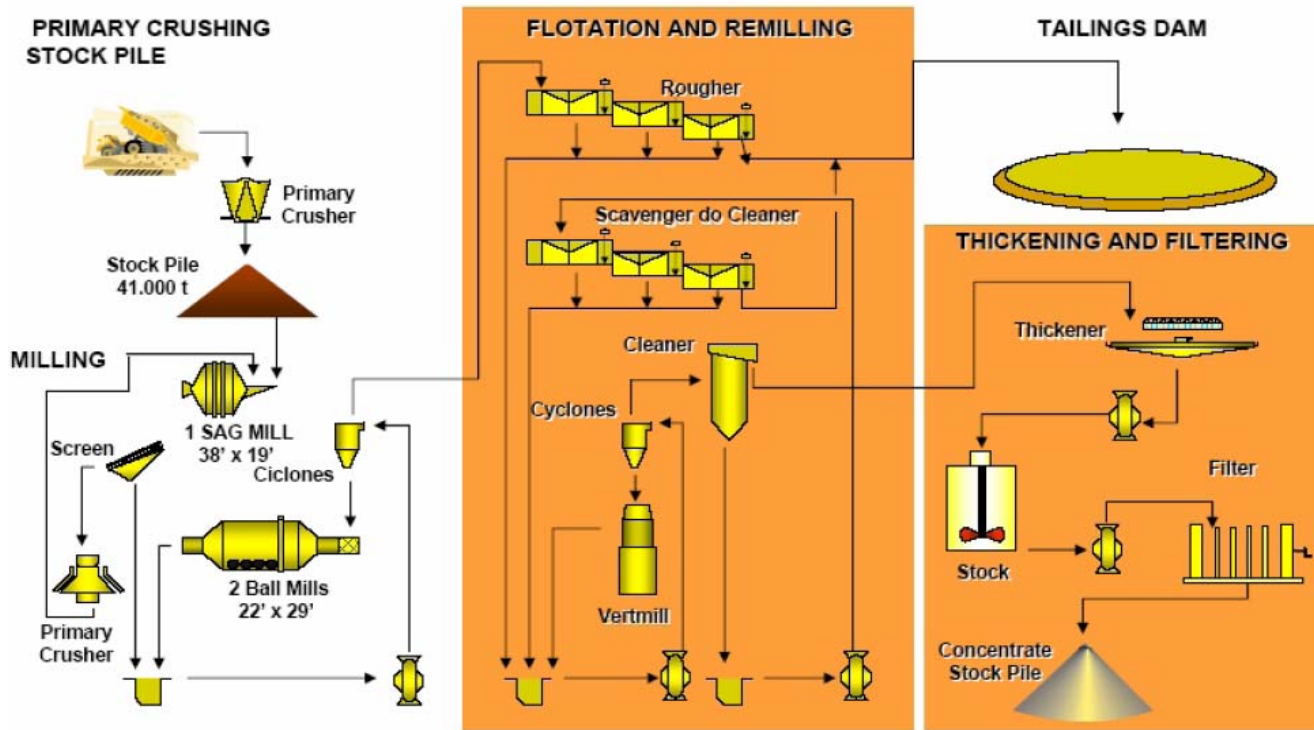 PRIMARY CRUSHING
STOCK PILE
Primary
Crusher
Stock Pile
41.000 t
MILLING
1 SAG MILL
38' x 19'
Screen
Ciclones
2 Ball Mills
22' x 29'
Primary
Crusher
FLOTATION AND REMILLING
Rougher
Scavenger do Cleaner
Cleaner
Cyclones
Vertmill
TAILINGS DAM
THICKENING AND FILTERING
Thickener
Filter
Stock
Concentrate
Stock Pile